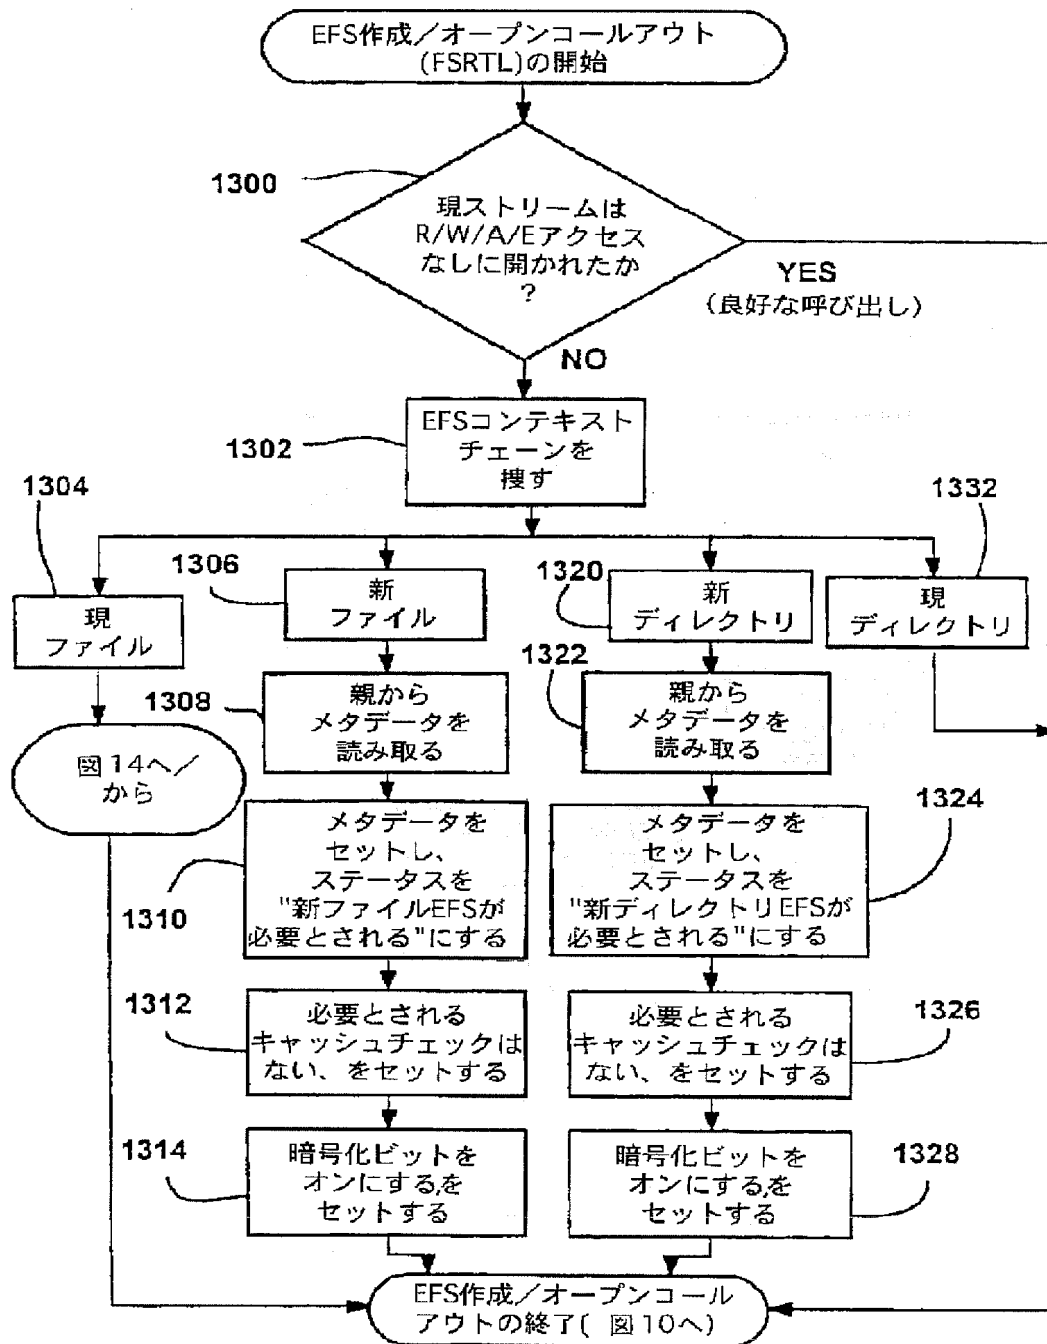 EFS作成／オープンコールアウト
(FSRTL)の開始
1300
現ストリームは
R/W/A/Eアクセス
なしに開かれたか
？
YES
(良好な呼び出し)
NO
1302
EFSコンテキスト
チェーンを
捜す
1304
1306
1320
1332
現
ファイル
新
ファイル
新
ディレクトリ
現
ディレクトリ
1308
親から
メタデータを
読み取る
1322
親から
メタデータを
読み取る
図14へ／
から
1310
メタデータを
セットし、
ステータスを
"新ファイルEFSが
必要とされる"にする
1324
メタデータを
セットし、
ステータスを
"新ディレクトリEFSが
必要とされる"にする
1312
必要とされる
キャッシュチェックは
ない、をセットする
1326
必要とされる
キャッシュチェックは
ない、をセットする
1314
暗号化ビットを
オンにする,を
セットする
1328
暗号化ビットを
オンにする,を
セットする
EFS作成／オープンコール
アウトの終了( 図10へ)